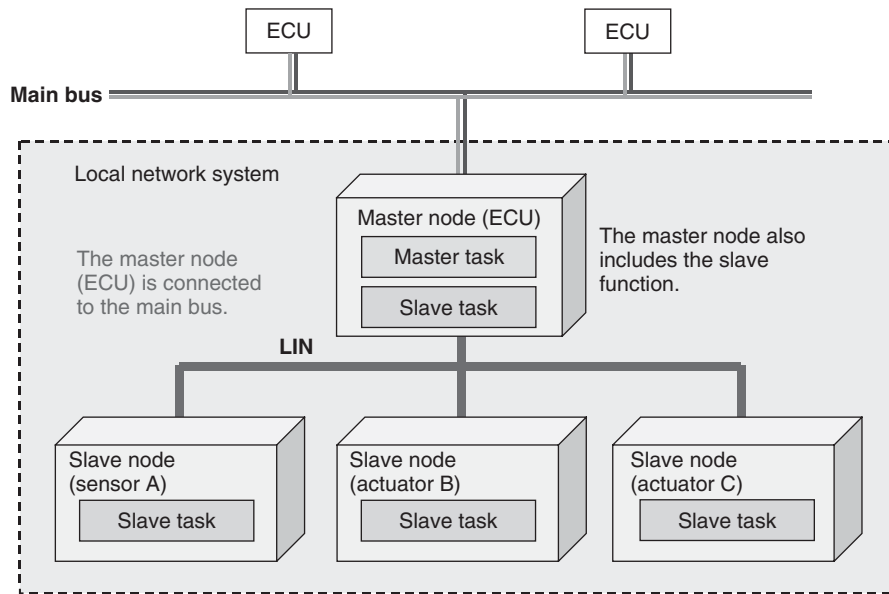 ECU
ECU
Main bus
Local network system
The master node
(ECU) is connected
to the main bus.
Master node (ECU)
Master task
Slave task
The master node also
includes the slave
function.
LIN
Slave node
(sensor A)
Slave task
Slave node
(actuator B)
Slave task
Slave node
(actuator C)
Slave task